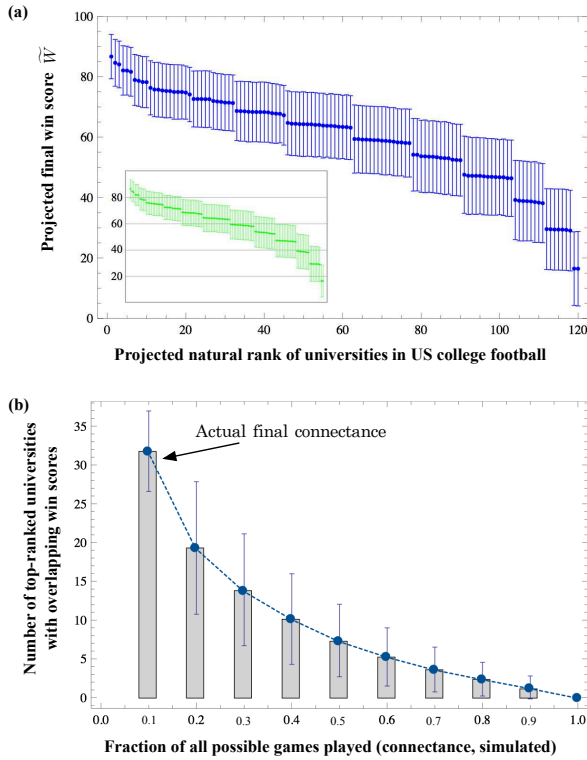 (a)
Projected final win score W̃
100
80
60
40
20
0
80
60
40
20
0
20
40
60
80
100
120
Projected natural rank of universities in US college football
(b)
Number of top-ranked universities
with overlapping win scores
35
30
25
20
15
10
5
0
Actual final connectance
0.0 0.1 0.2 0.3 0.4 0.5 0.6 0.7 0.8 0.9 1.0
Fraction of all possible games played (connectance, simulated)